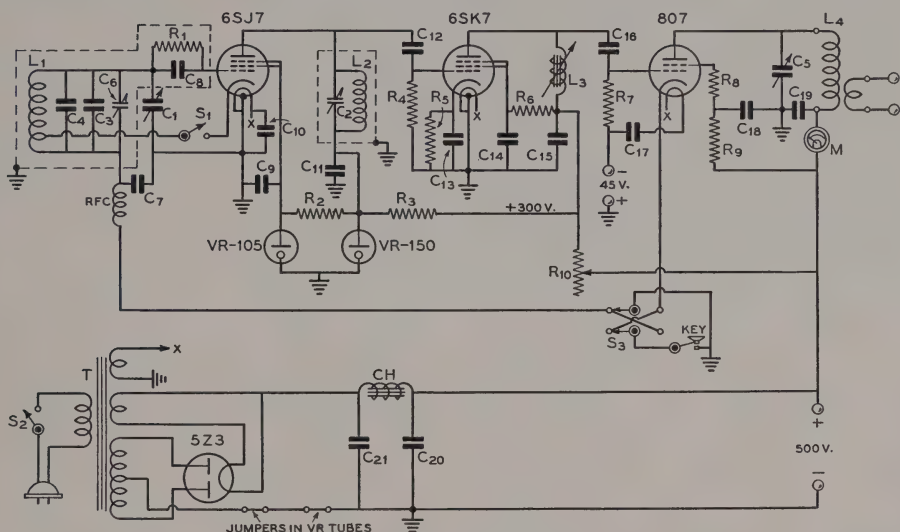 6SJ7
6SK7
807
L4
R1
C12
C16
L1
C6
C8
L2
L3
C5
R8
C4
C3
C1
S1
C10
C2
R4
R5
R6
R7
C19
X
X
X
C18
C14
C15
C17
R9
M
C9
C11
C13
RFC
C7
45 V.
−
+
R2
R3
+300 V.
VR-105
VR-150
R10
S3
KEY
X
T
CH
S2
5Z3
C21
C20
+
500 V.
−
JUMPERS IN VR TUBES